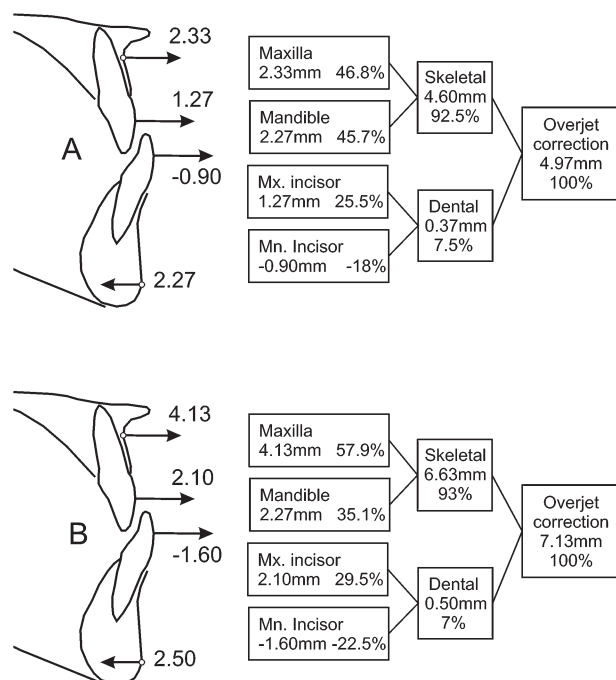 2.33
1.27
A
-0.90
2.27
Maxilla
2.33mm 46.8%
Mandible
2.27mm 45.7%
Mx. incisor
1.27mm 25.5%
Mn. Incisor
-0.90mm -18%
Skeletal
4.60mm
92.5%
Dental
0.37mm
7.5%
Overjet
correction
4.97mm
100%
4.13
2.10
B
-1.60
2.50
Maxilla
4.13mm 57.9%
Mandible
2.27mm 35.1%
Mx. incisor
2.10mm 29.5%
Mn. Incisor
-1.60mm -22.5%
Skeletal
6.63mm
93%
Dental
0.50mm
7%
Overjet
correction
7.13mm
100%